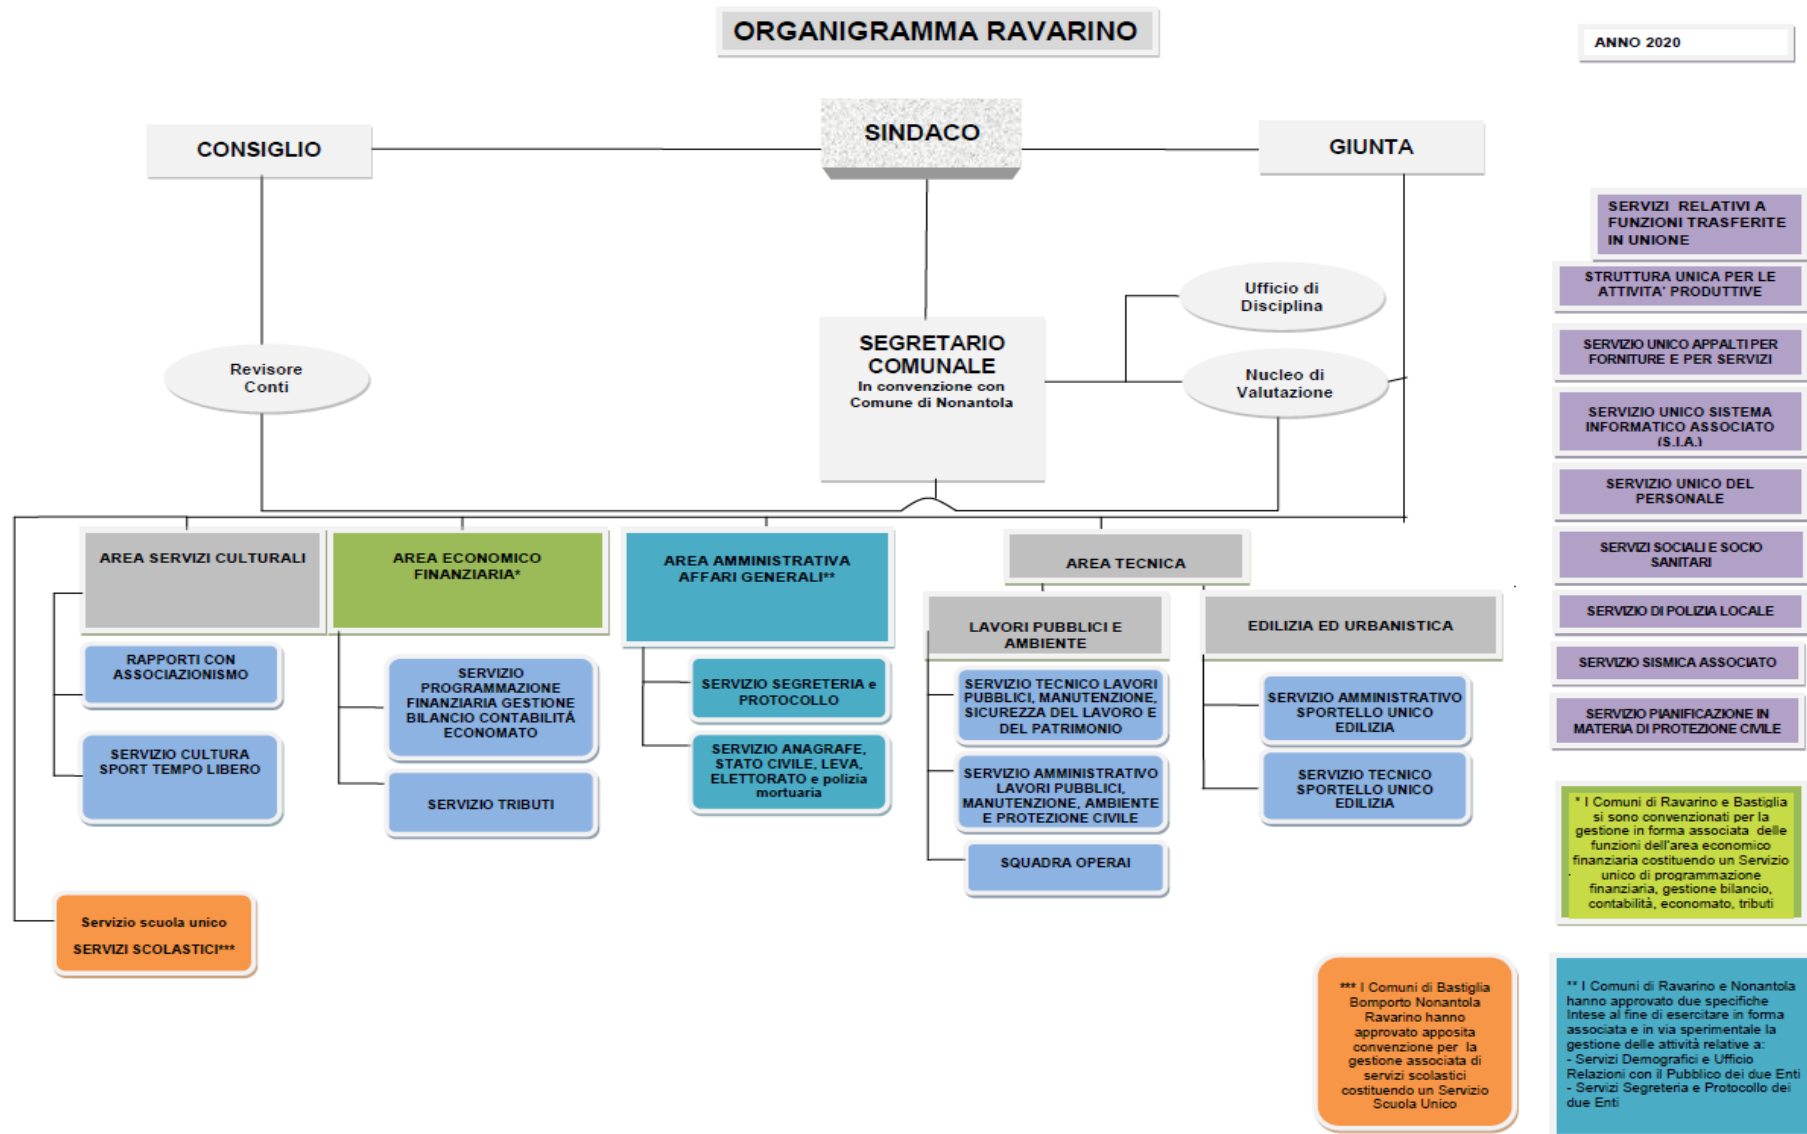 ORGANIGRAMMA RAVARINO
ANNO 2020
CONSIGLIO
SINDACO
GIUNTA
Revisore
Conti
SEGRETARIO
COMUNALE
In convenzione con
Comune di Nonantola
Ufficio di
Disciplina
Nucleo di
Valutazione
AREA SERVIZI CULTURALI
RAPPORTI CON
ASSOCIAZIONISMO
SERVIZIO CULTURA
SPORT TEMPO LIBERO
Servizio scuola unico
SERVIZI SCOLASTICI***
AREA ECONOMICO
FINANZIARIA*
SERVIZIO
PROGRAMMAZIONE
FINANZIARIA GESTIONE
BILANCIO CONTABILITÁ
ECONOMATO
SERVIZIO TRIBUTI
AREA AMMINISTRATIVA
AFFARI GENERALI**
SERVIZIO SEGRETERIA e
PROTOCOLLO
SERVIZIO ANAGRAFE,
STATO CIVILE, LEVA,
ELETTORATO e polizia
mortuaria
AREA TECNICA
LAVORI PUBBLICI E
AMBIENTE
SERVIZIO TECNICO LAVORI
PUBBLICI, MANUTENZIONE,
SICUREZZA DEL LAVORO E
DEL PATRIMONIO
SERVIZIO AMMINISTRATIVO
LAVORI PUBBLICI,
MANUTENZIONE, AMBIENTE
E PROTEZIONE CIVILE
SQUADRA OPERAI
EDILIZIA ED URBANISTICA
SERVIZIO AMMINISTRATIVO
SPORTELLO UNICO
EDILIZIA
SERVIZIO TECNICO
SPORTELLO UNICO
EDILIZIA
SERVIZI RELATIVI A
FUNZIONI TRASFERITE
IN UNIONE
STRUTTURA UNICA PER LE
ATTIVITA' PRODUTTIVE
SERVIZIO UNICO APPALTI PER
FORNITURE E PER SERVIZI
SERVIZIO UNICO SISTEMA
INFORMATICO ASSOCIATO
(S.I.A.)
SERVIZIO UNICO DEL
PERSONALE
SERVIZI SOCIALI E SOCIO
SANITARI
SERVIZIO DI POLIZIA LOCALE
SERVIZIO SISMICA ASSOCIATO
SERVIZIO PIANIFICAZIONE IN
MATERIA DI PROTEZIONE CIVILE
* I Comuni di Ravarino e Bastiglia
si sono convenzionati per la
gestione in forma associata delle
funzioni dell'area economico
finanziaria costituendo un Servizio
unico di programmazione
finanziaria, gestione bilancio,
contabilità, economato, tributi
*** I Comuni di Bastiglia
Bomporto Nonantola
Ravarino hanno
approvato apposita
convenzione per la
gestione associata di
servizi scolastici
costituendo un Servizio
Scuola Unico
** I Comuni di Ravarino e Nonantola
hanno approvato due specifiche
Intese al fine di esercitare in forma
associata e in via sperimentale la
gestione delle attività relative a:
- Servizi Demografici e Ufficio
Relazioni con il Pubblico dei due Enti
- Servizi Segreteria e Protocollo dei
due Enti